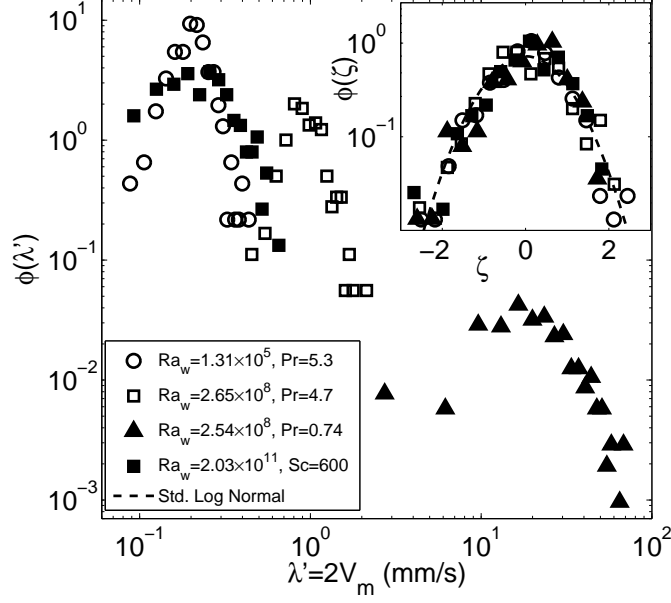 10^1
10^0
10^-1
10^-2
10^-3
ϕ(λ')
10^-1
10^0
10^1
10^2
λ'=2V_m (mm/s)
10^0
10^-1
ϕ(ζ)
−2
0
2
ζ
Ra_w=1.31×10^5, Pr=5.3
Ra_w=2.65×10^8, Pr=4.7
Ra_w=2.54×10^8, Pr=0.74
Ra_w=2.03×10^11, Sc=600
Std. Log Normal